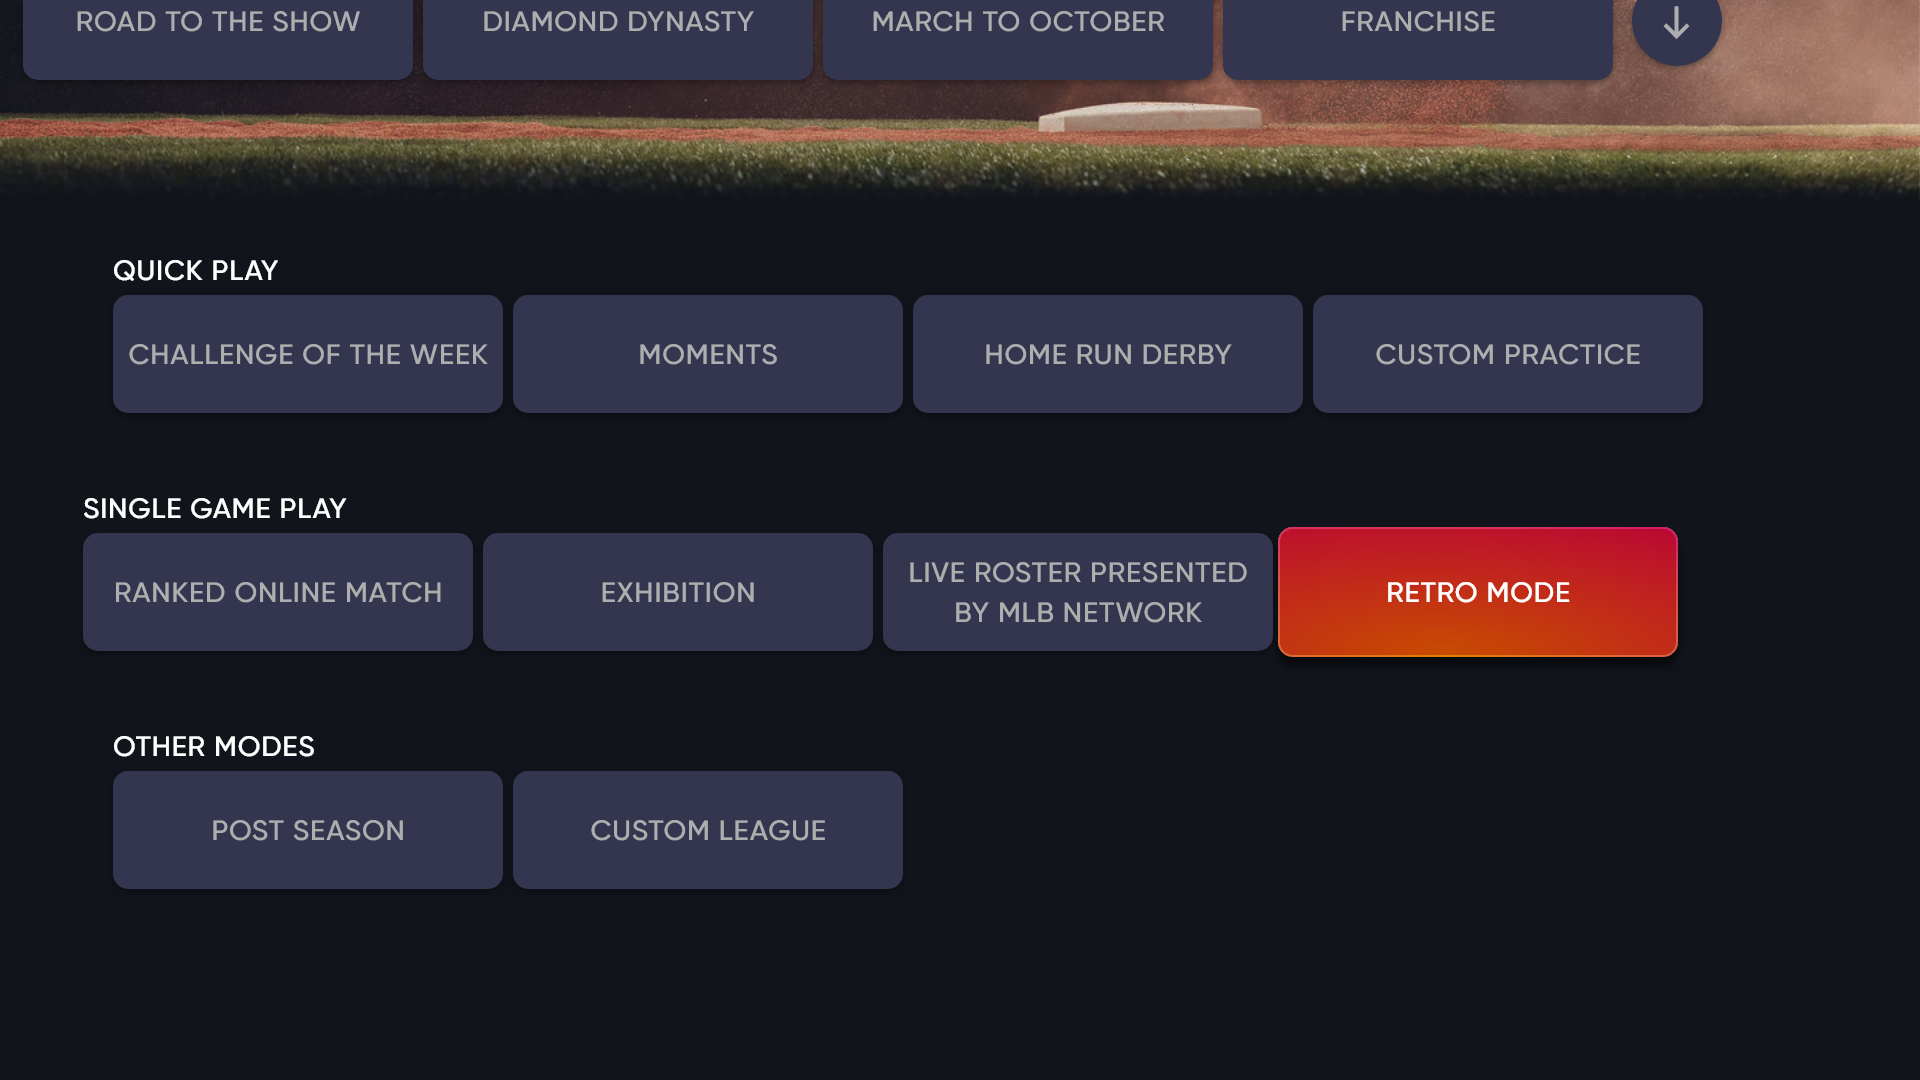 ROAD TO THE SHOW
DIAMOND DYNASTY
MARCH TO OCTOBER
FRANCHISE
QUICK PLAY
CHALLENGE OF THE WEEK
MOMENTS
HOME RUN DERBY
CUSTOM PRACTICE
SINGLE GAME PLAY
RANKED ONLINE MATCH
EXHIBITION
LIVE ROSTER PRESENTED
BY MLB NETWORK
RETRO MODE
OTHER MODES
POST SEASON
CUSTOM LEAGUE